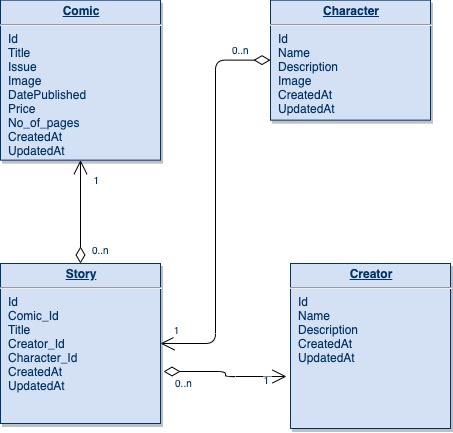 Comic
Id
Title
Issue
Image
DatePublished
Price
No_of_pages
CreatedAt
UpdatedAt
Character
Id
Name
Description
Image
CreatedAt
UpdatedAt
0..n
1
0..n
Story
Id
Comic_Id
Title
Creator_Id
Character_Id
CreatedAt
UpdatedAt
1
0..n
1
Creator
Id
Name
Description
CreatedAt
UpdatedAt